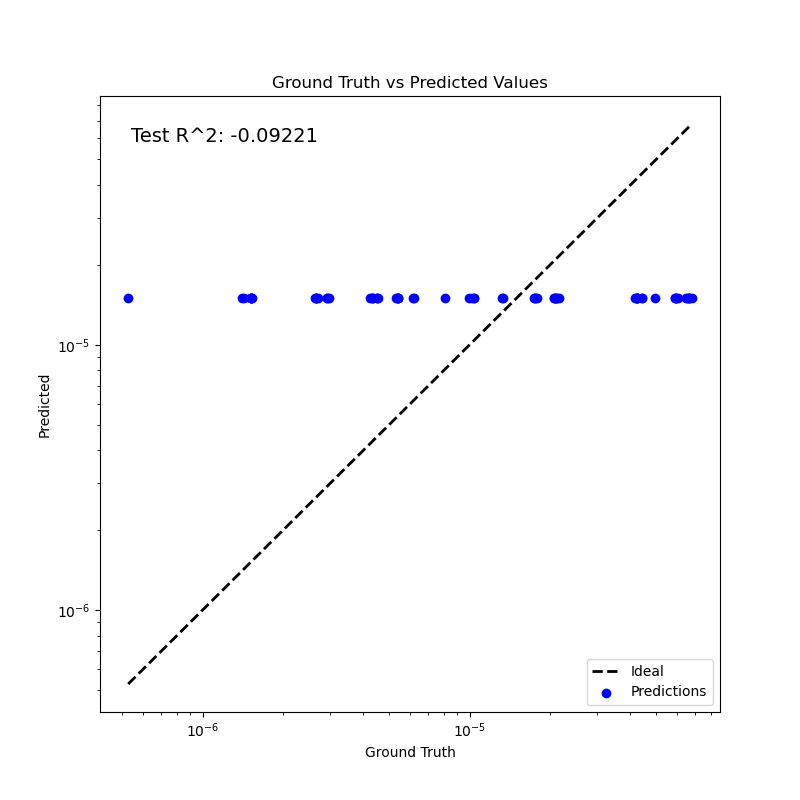 Ground Truth vs Predicted Values
Test R^2: -0.09221
Predicted
10⁻⁵
10⁻⁶
Ideal
Predictions
10⁻⁶
10⁻⁵
Ground Truth